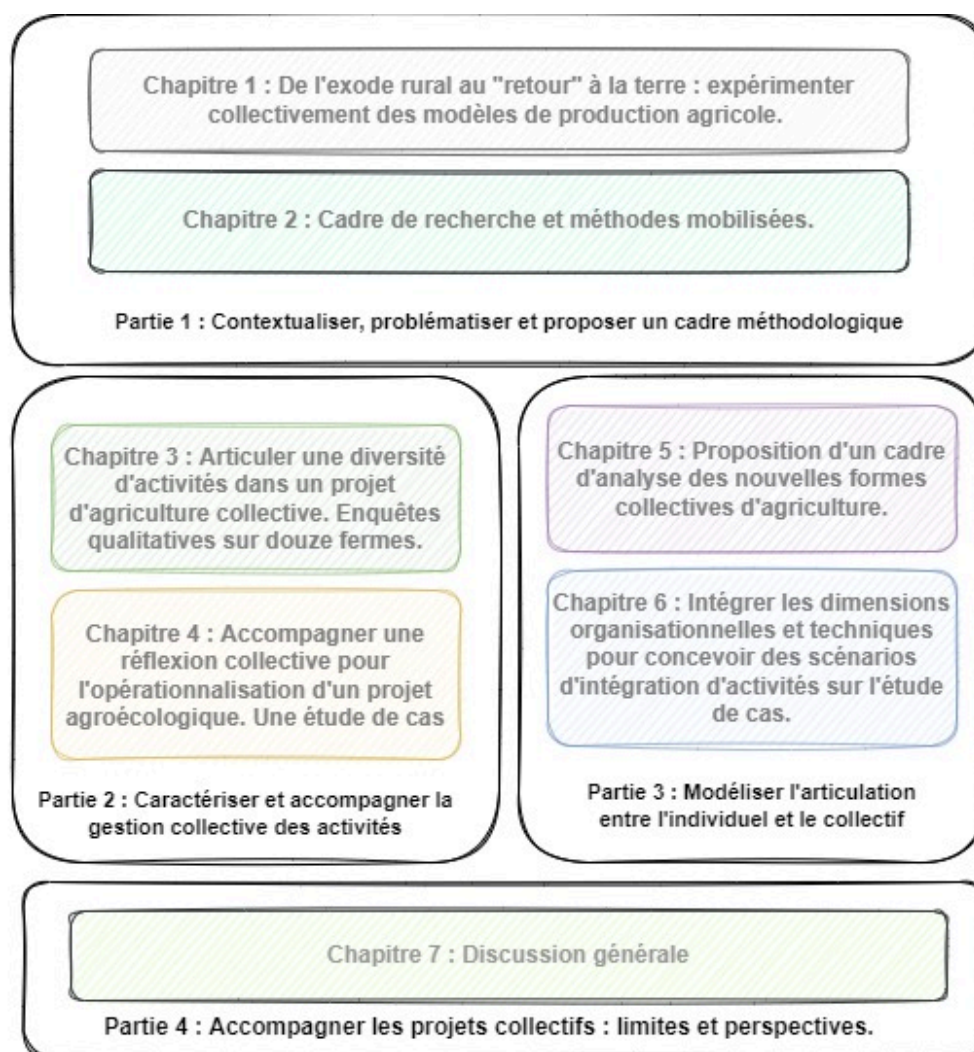 Chapitre 1 : De l'exode rural au "retour" à la terre : expérimenter
collectivement des modèles de production agricole.
Chapitre 2 : Cadre de recherche et méthodes mobilisées.
Partie 1 : Contextualiser, problématiser et proposer un cadre méthodologique
Chapitre 3 : Articuler une diversité
d'activités dans un projet
d'agriculture collective. Enquêtes
qualitatives sur douze fermes.
Chapitre 4 : Accompagner une
réflexion collective pour
l'opérationnalisation d'un projet
agroécologique. Une étude de cas
Partie 2 : Caractériser et accompagner la
gestion collective des activités
Chapitre 5 : Proposition d'un cadre
d'analyse des nouvelles formes
collectives d'agriculture.
Chapitre 6 : Intégrer les dimensions
organisationnelles et techniques
pour concevoir des scénarios
d'intégration d'activités sur l'étude
de cas.
Partie 3 : Modéliser l'articulation
entre l'individuel et le collectif
Chapitre 7 : Discussion générale
Partie 4 : Accompagner les projets collectifs : limites et perspectives.